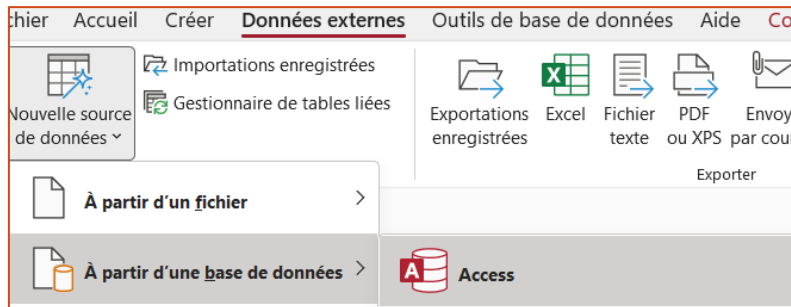 chier Accueil Créer Données externes Outils de base de données Aide Co
Nouvelle source
de données
Importations enregistrées
Gestionnaire de tables liées
Exportations
enregistrées
Excel
Fichier
texte
PDF
ou XPS
Envoy
par cour
Exporter
À partir d'un fichier
À partir d'une base de données
A Access